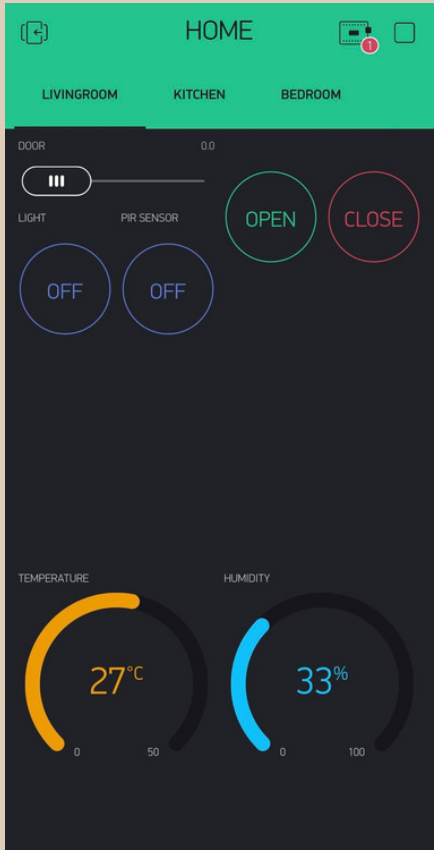 HOME
1
LIVINGROOM KITCHEN BEDROOM
DOOR 0.0
OPEN CLOSE
LIGHT PIR SENSOR
OFF OFF
TEMPERATURE HUMIDITY
27°C 33%
0 50 0 100